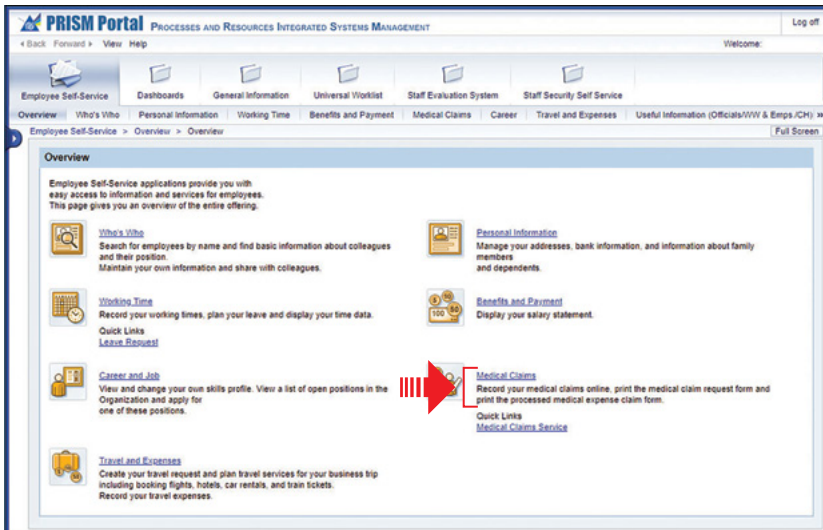 PRISM Portal PROCESSES AND RESOURCES INTEGRATED SYSTEMS MANAGEMENT
Log off
Back Forward View Help
Welcome:
Employee Self-Service Dashboards General Information Universal Worklist Staff Evaluation System Staff Security Self Service
Overview Who's Who Personal Information Working Time Benefits and Payment Medical Claims Career Travel and Expenses Useful Information (Officials/WW & Emps./CH) »
Employee Self-Service > Overview > Overview
Full Screen
Overview
Employee Self-Service applications provide you with
easy access to information and services for employees.
This page gives you an overview of the entire offering.
Who's Who
Search for employees by name and find basic information about colleagues
and their position.
Maintain your own information and share with colleagues.
Personal Information
Manage your addresses, bank information, and information about family
members
and dependents.
Working Time
Record your working times, plan your leave and display your time data.
Quick Links
Leave Request
Benefits and Payment
Display your salary statement.
Career and Job
View and change your own skills profile. View a list of open positions in the
Organization and apply for
one of these positions.
Medical Claims
Record your medical claims online, print the medical claim request form and
print the processed medical expense claim form.
Quick Links
Medical Claims Service
Travel and Expenses
Create your travel request and plan travel services for your business trip
including booking flights, hotels, car rentals, and train tickets.
Record your travel expenses.